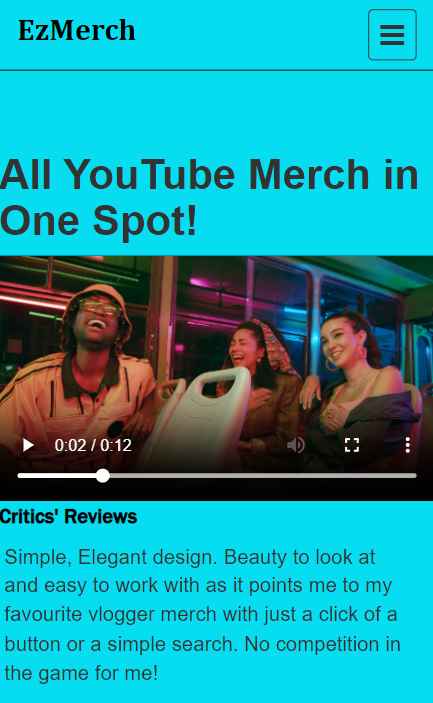 EzMerch
All YouTube Merch in
One Spot!
0:02 / 0:12
Critics' Reviews
Simple, Elegant design. Beauty to look at
and easy to work with as it points me to my
favourite vlogger merch with just a click of a
button or a simple search. No competition in
the game for me!